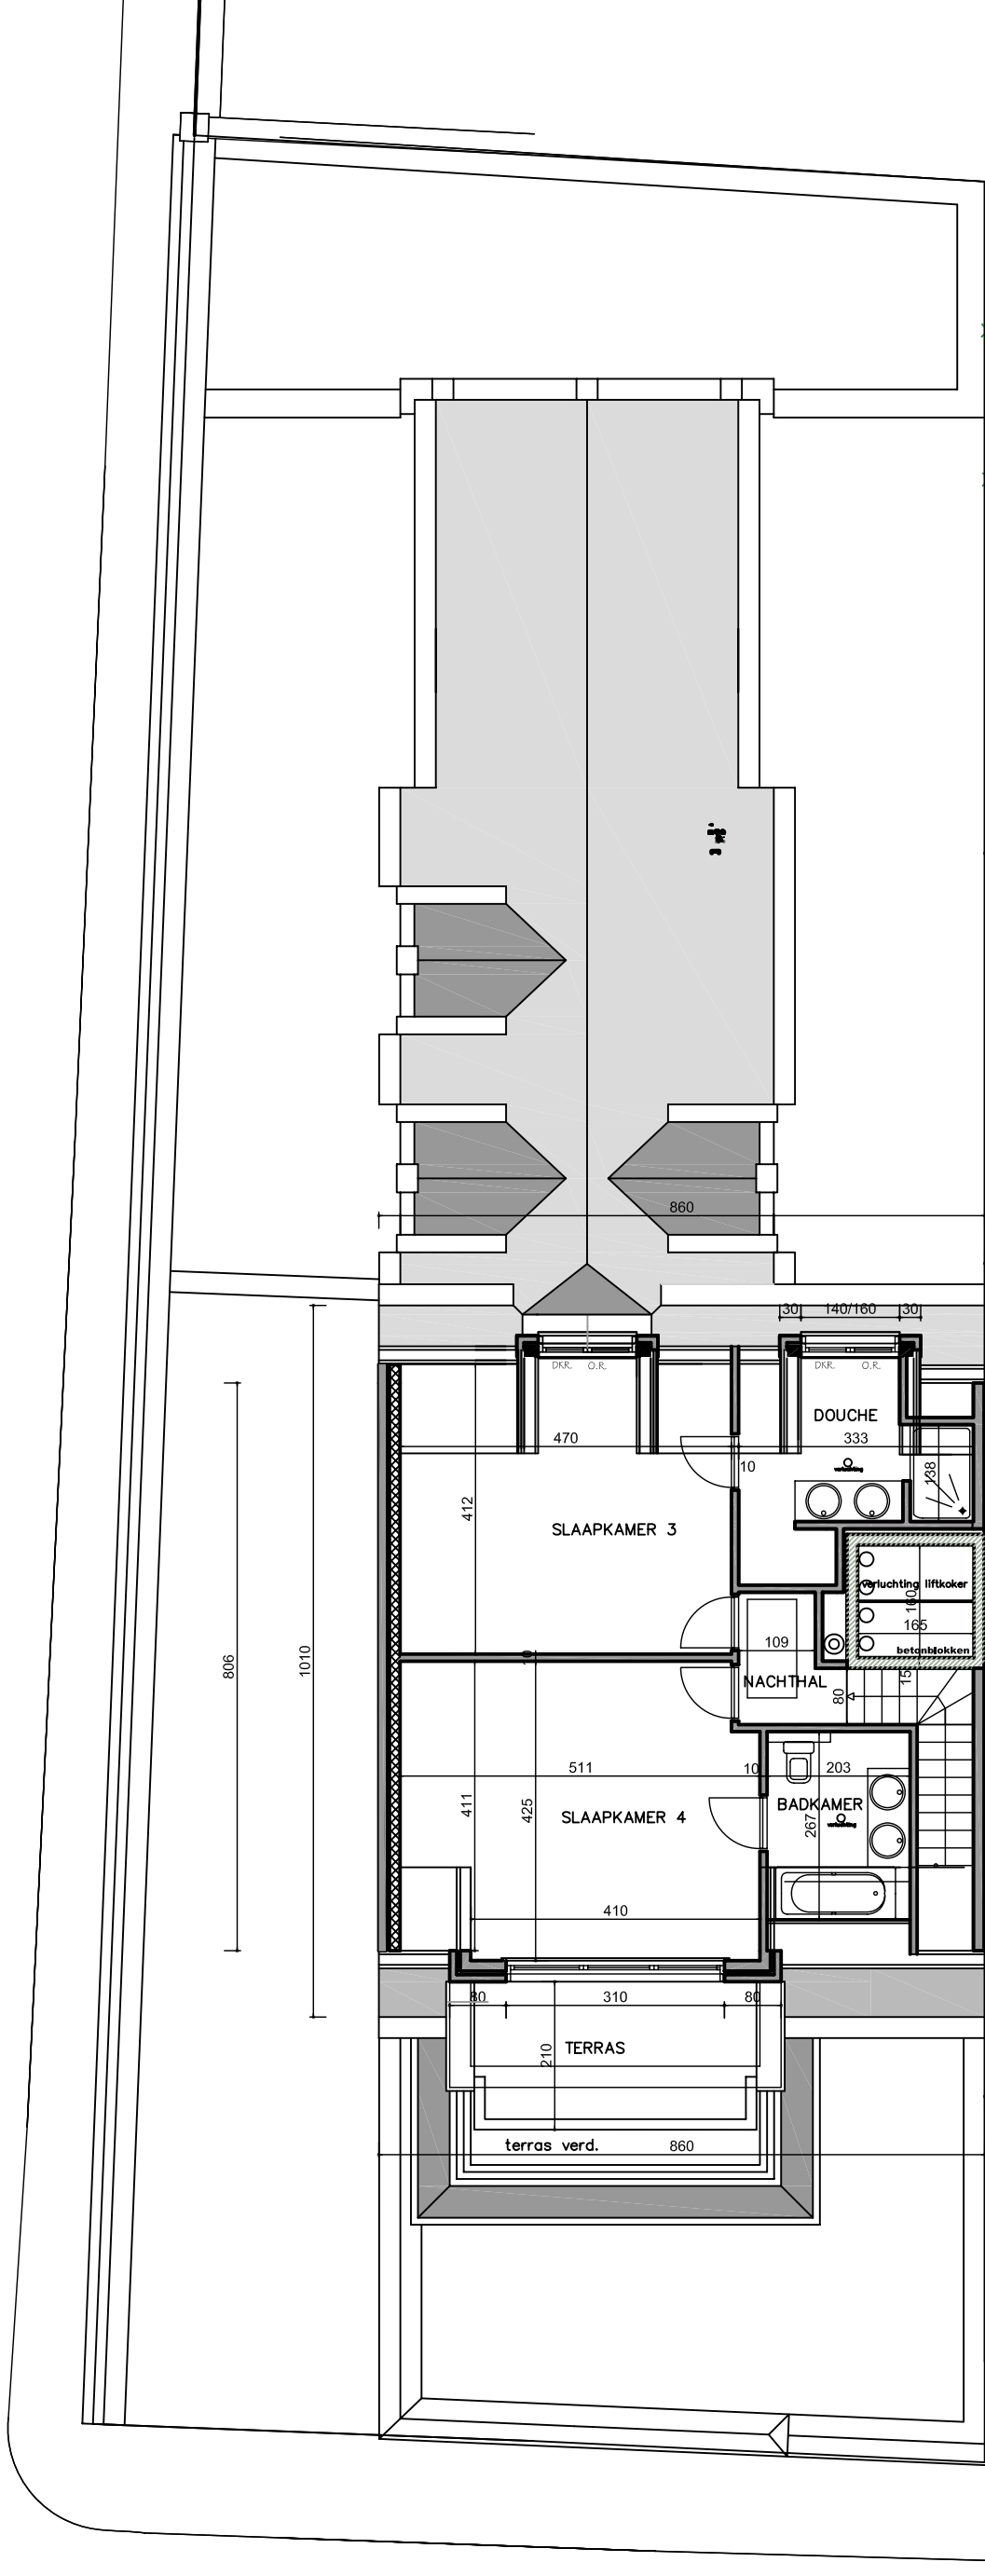 860
30 140/160 30
DKR. O.R. DKR. O.R.
DOUCHE
470 333
10
verluchting
138
412
SLAAPKAMER 3
verluchting liftkoker
160
165
betonblokken
109
10
806
1010
NACHTHAL
15
80
511 10 203
BADKAMER
411
425
SLAAPKAMER 4
267
verluchting
410
80 310 80
TERRAS
210
terras verd.
860